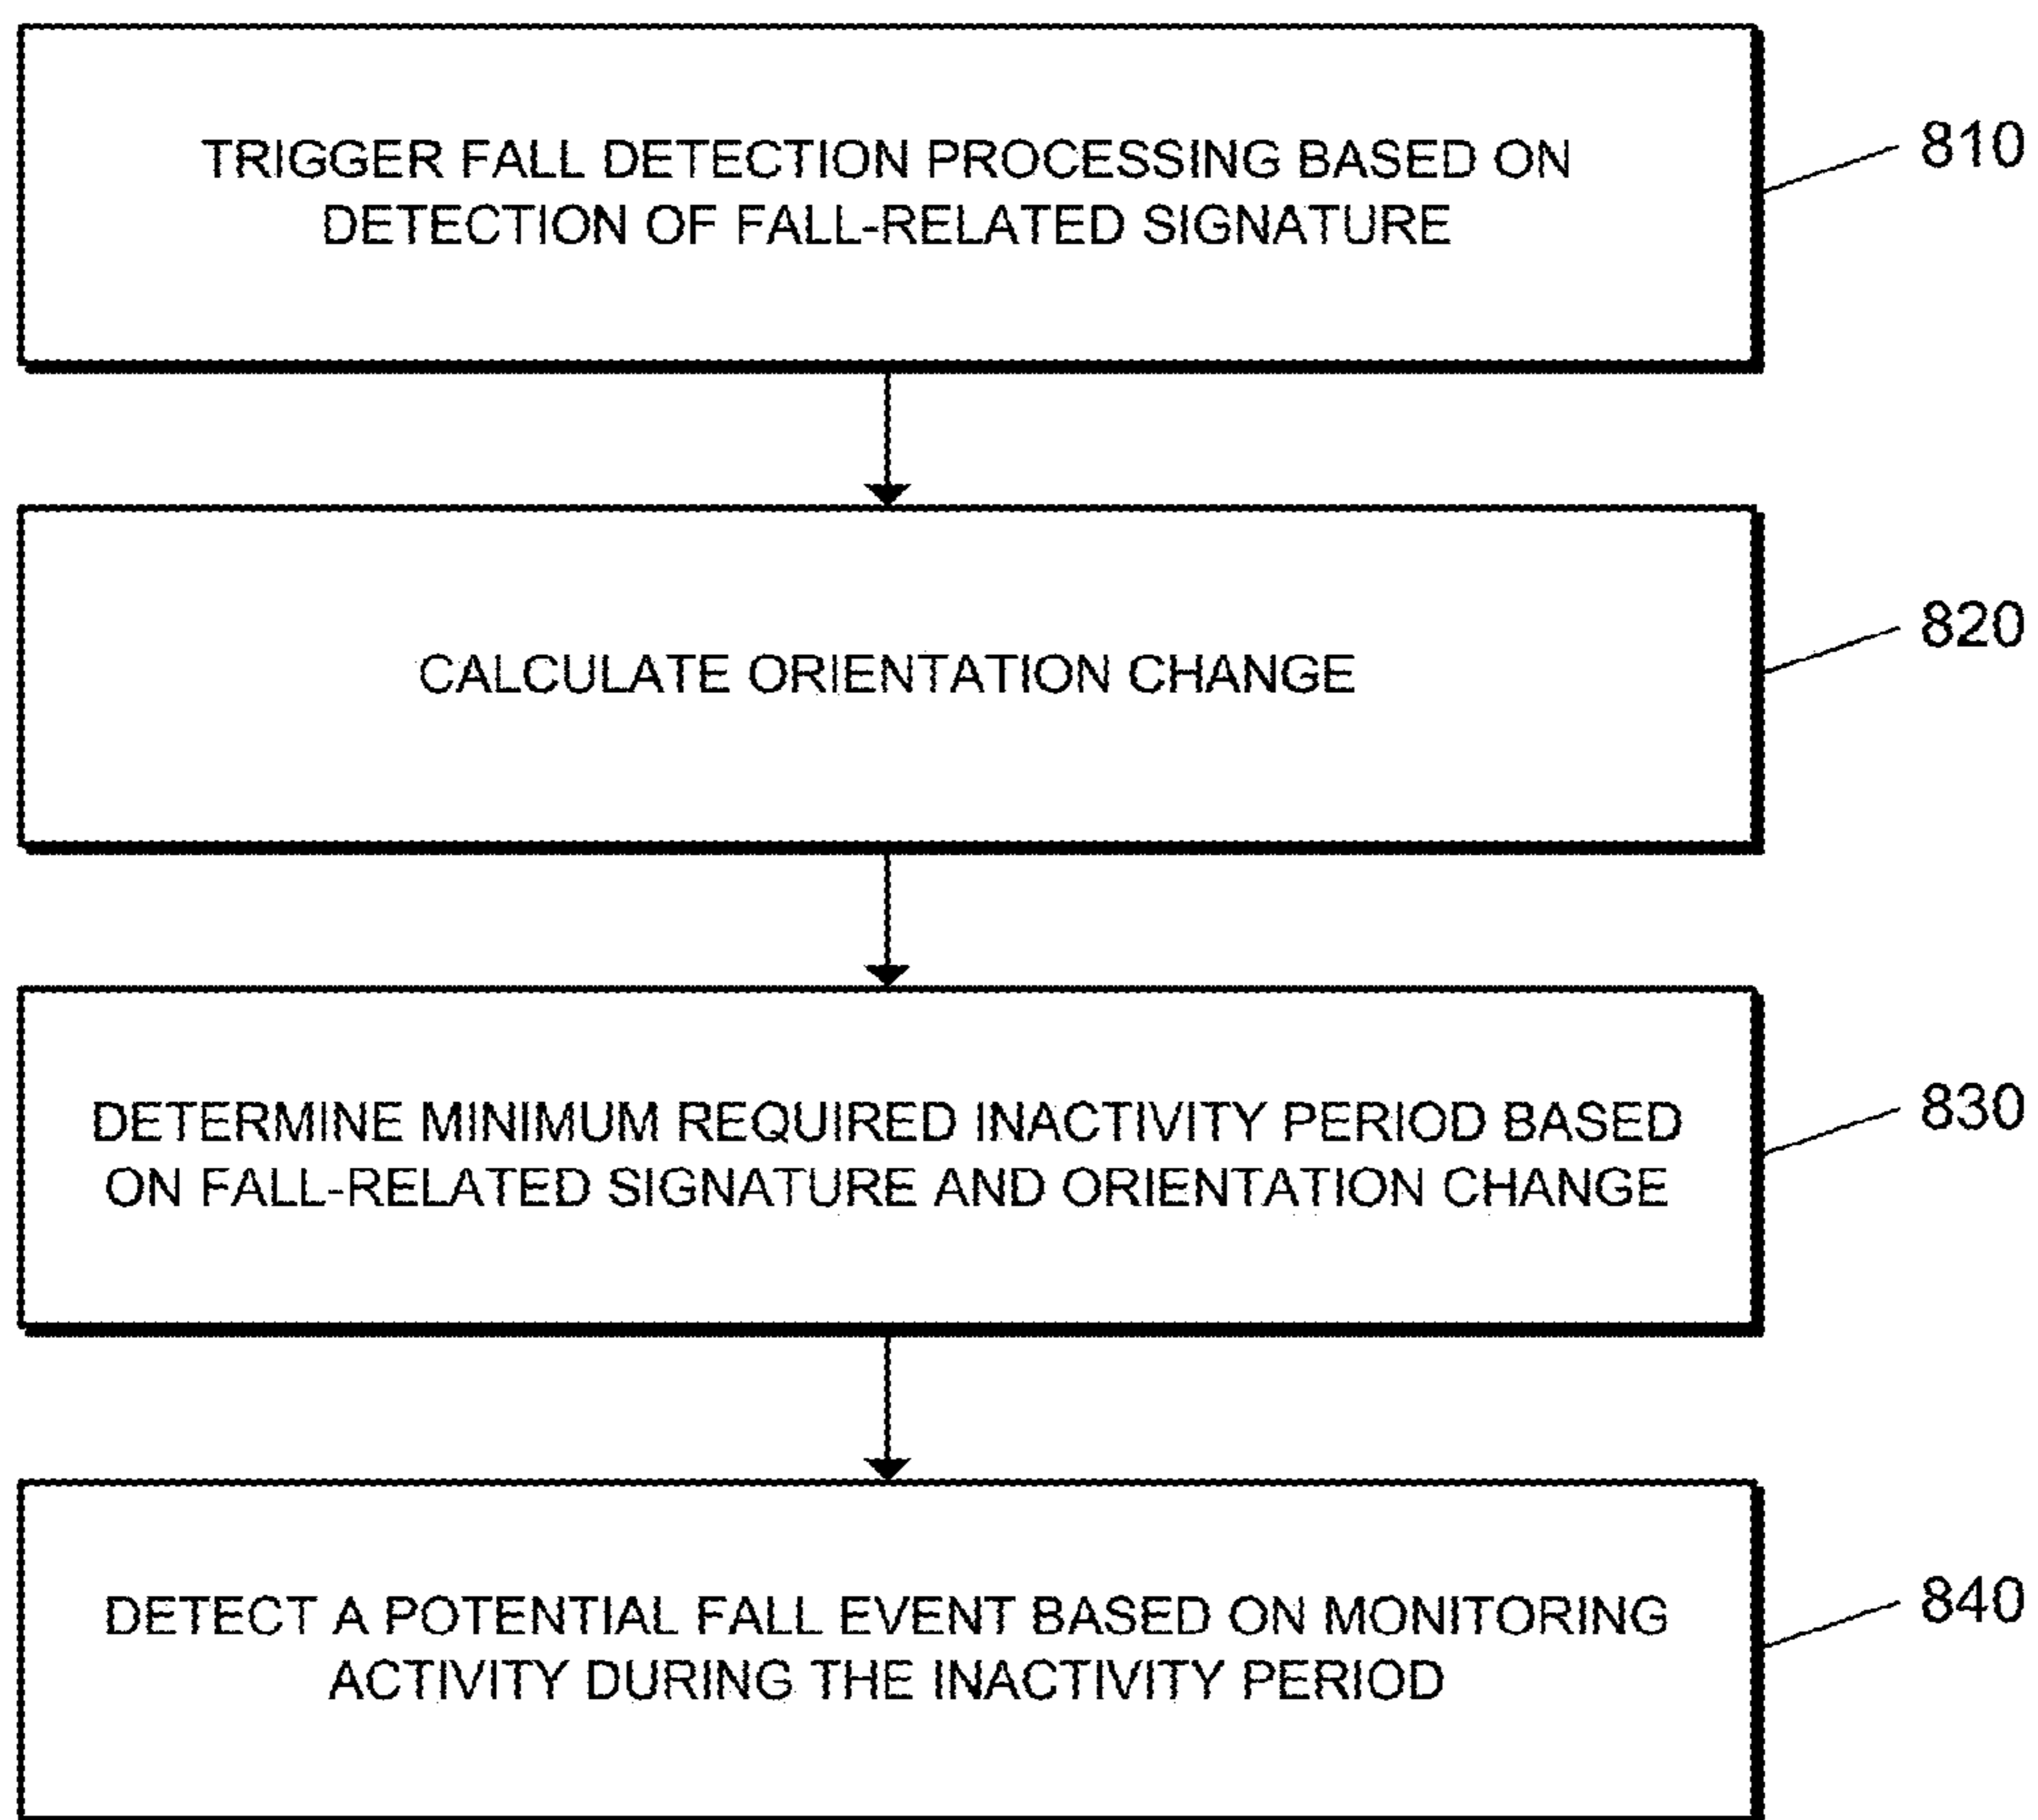 TRIGGER FALL DETECTION PROCESSING BASED ON
DETECTION OF FALL-RELATED SIGNATURE
810
CALCULATE ORIENTATION CHANGE
820
DETERMINE MINIMUM REQUIRED INACTIVITY PERIOD BASED
ON FALL-RELATED SIGNATURE AND ORIENTATION CHANGE
830
DETECT A POTENTIAL FALL EVENT BASED ON MONITORING
ACTIVITY DURING THE INACTIVITY PERIOD
840